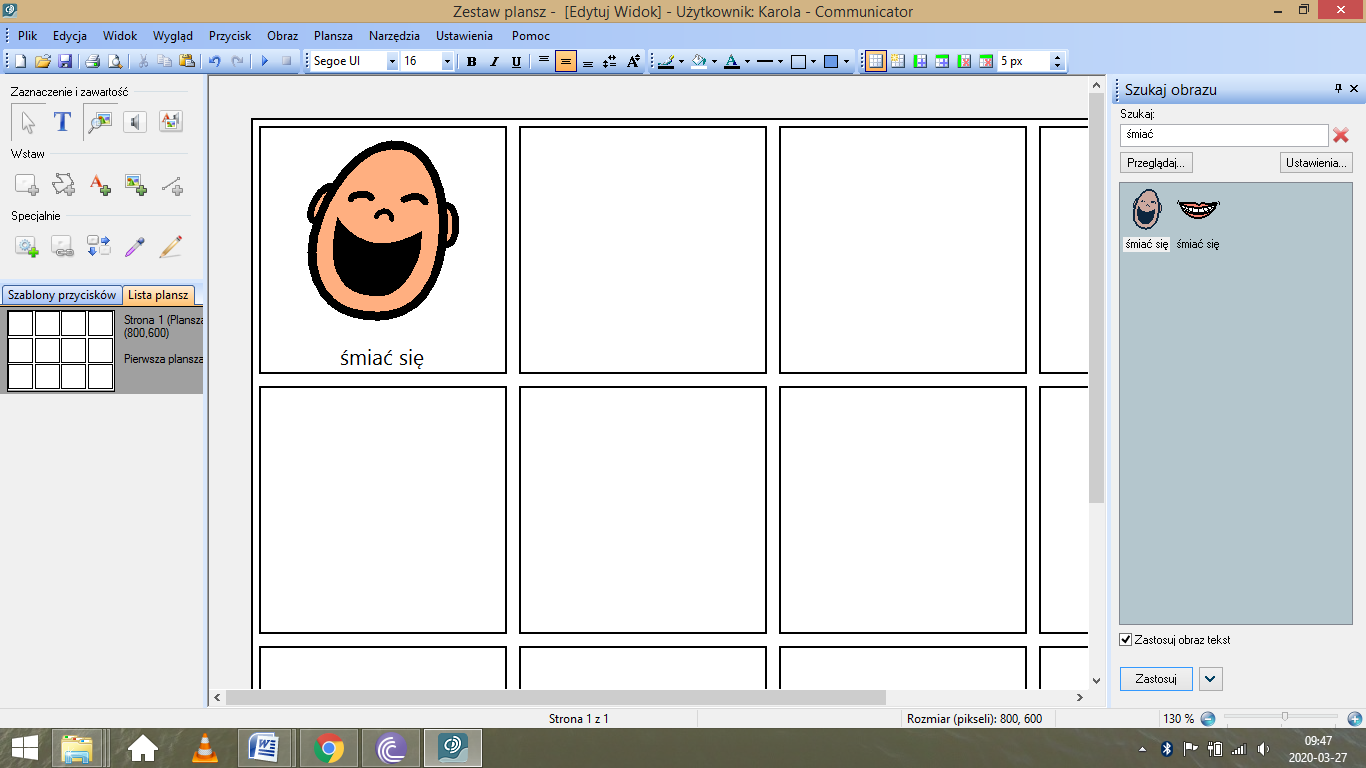 Zestaw plansz - [Edytuj Widok] - Użytkownik: Karola - Communicator
Plik Edycja Widok Wygląd Przycisk Obraz Plansza Narzędzia Ustawienia Pomoc
Segoe UI 16 B I U A A 5 px
Zaznaczenie i zawartość
T
Wstaw
A
Specjalnie
Szablony przycisków Lista plansz
Strona 1 (Plansza
(800,600)
Pierwsza plansza
śmiać się
Szukaj obrazu
Szukaj:
śmiać
Przeglądaj... Ustawienia...
śmiać się śmiać się
Zastosuj obraz tekst
Zastosuj
Strona 1 z 1 Rozmiar (pikseli): 800, 600 130 %
W
09:47
2020-03-27